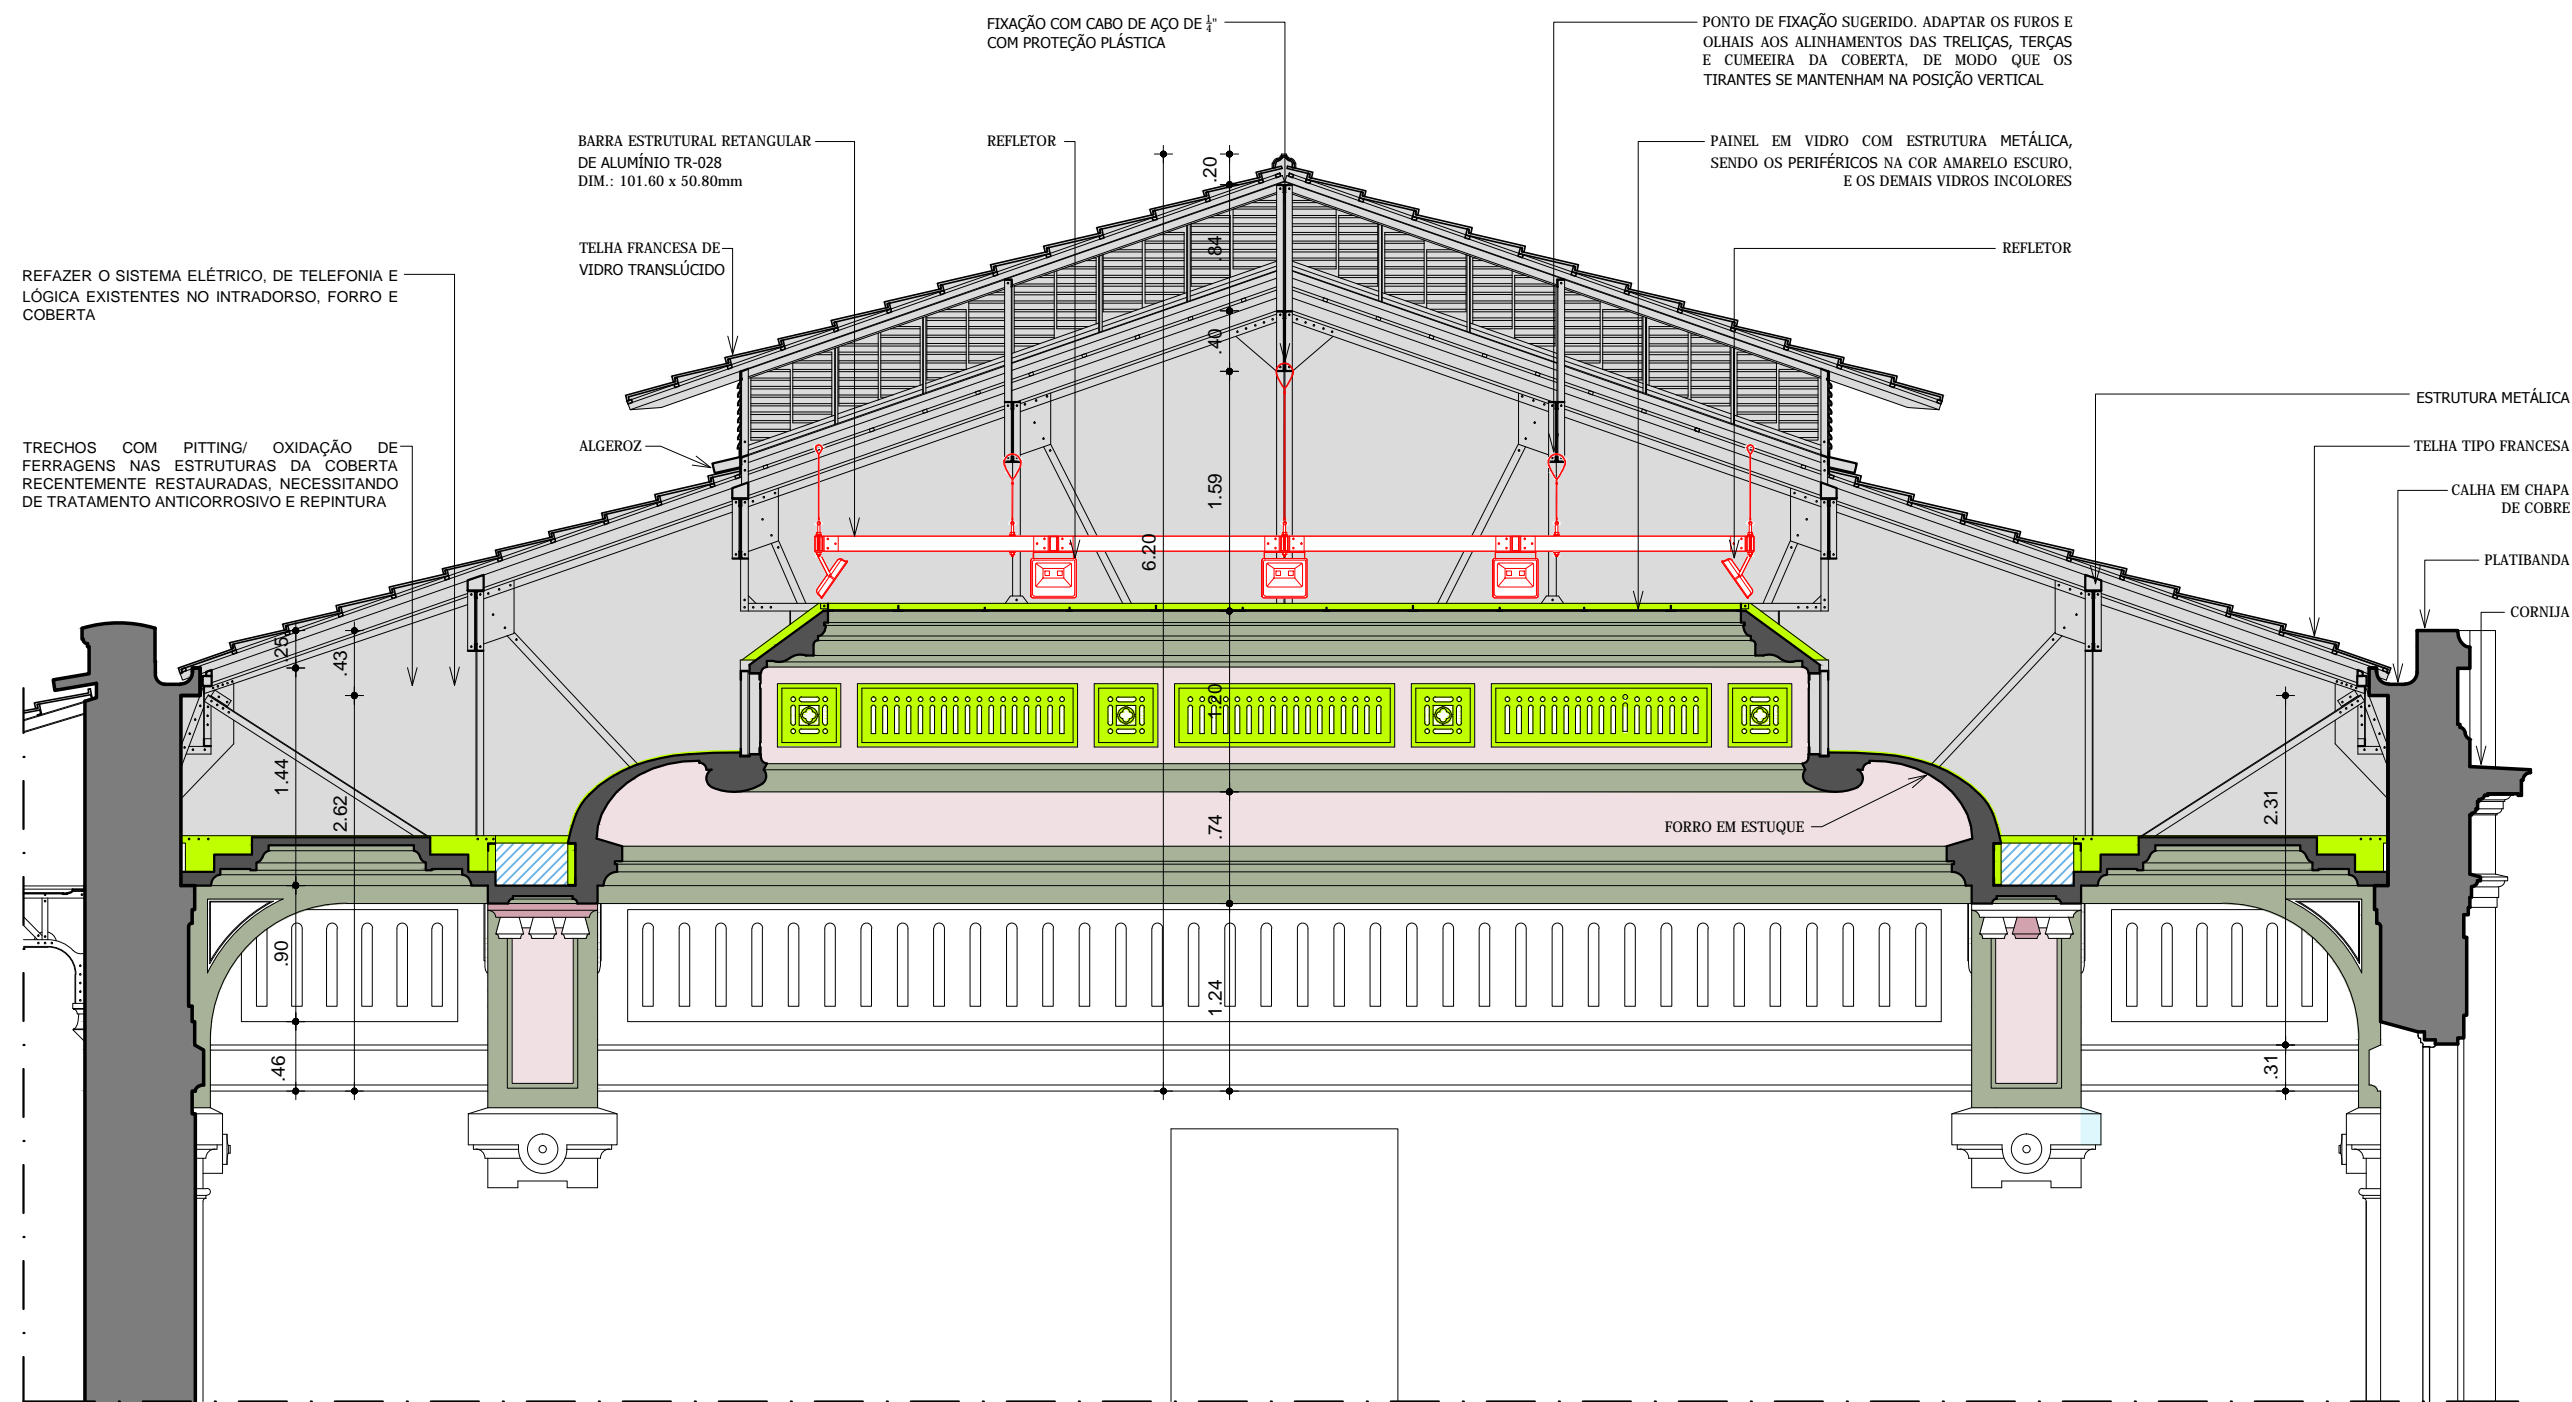 FIXAÇÃO COM CABO DE AÇO DE 1/4"
COM PROTEÇÃO PLÁSTICA
PONTO DE FIXAÇÃO SUGERIDO. ADAPTAR OS FUROS E
OLHAIS AOS ALINHAMENTOS DAS TRELIÇAS, TERÇAS
E CUMEEIRA DA COBERTA, DE MODO QUE OS
TIRANTES SE MANTENHAM NA POSIÇÃO VERTICAL
BARRA ESTRUTURAL RETANGULAR
DE ALUMÍNIO TR-028
DIM.: 101.60 x 50.80mm
REFLETOR
PAINEL EM VIDRO COM ESTRUTURA METÁLICA,
SENDO OS PERIFÉRICOS NA COR AMARELO ESCURO,
E OS DEMAIS VIDROS INCOLORES
TELHA FRANCESA DE
VIDRO TRANSLÚCIDO
REFLETOR
REFAZER O SISTEMA ELÉTRICO, DE TELEFONIA E
LÓGICA EXISTENTES NO INTRADORSO, FORRO E
COBERTA
TRECHOS COM PITTING/ OXIDAÇÃO DE
FERRAGENS NAS ESTRUTURAS DA COBERTA
RECENTEMENTE RESTAURADAS, NECESSITANDO
DE TRATAMENTO ANTICORROSIVO E REPINTURA
ALGEROZ
ESTRUTURA METÁLICA
TELHA TIPO FRANCESA
CALHA EM CHAPA
DE COBRE
PLATIBANDA
CORNIJA
FORRO EM ESTUQUE
.20
.84
.40
1.59
6.20
1.20
.74
1.24
.25
.43
1.44
2.62
.90
.46
2.31
.31